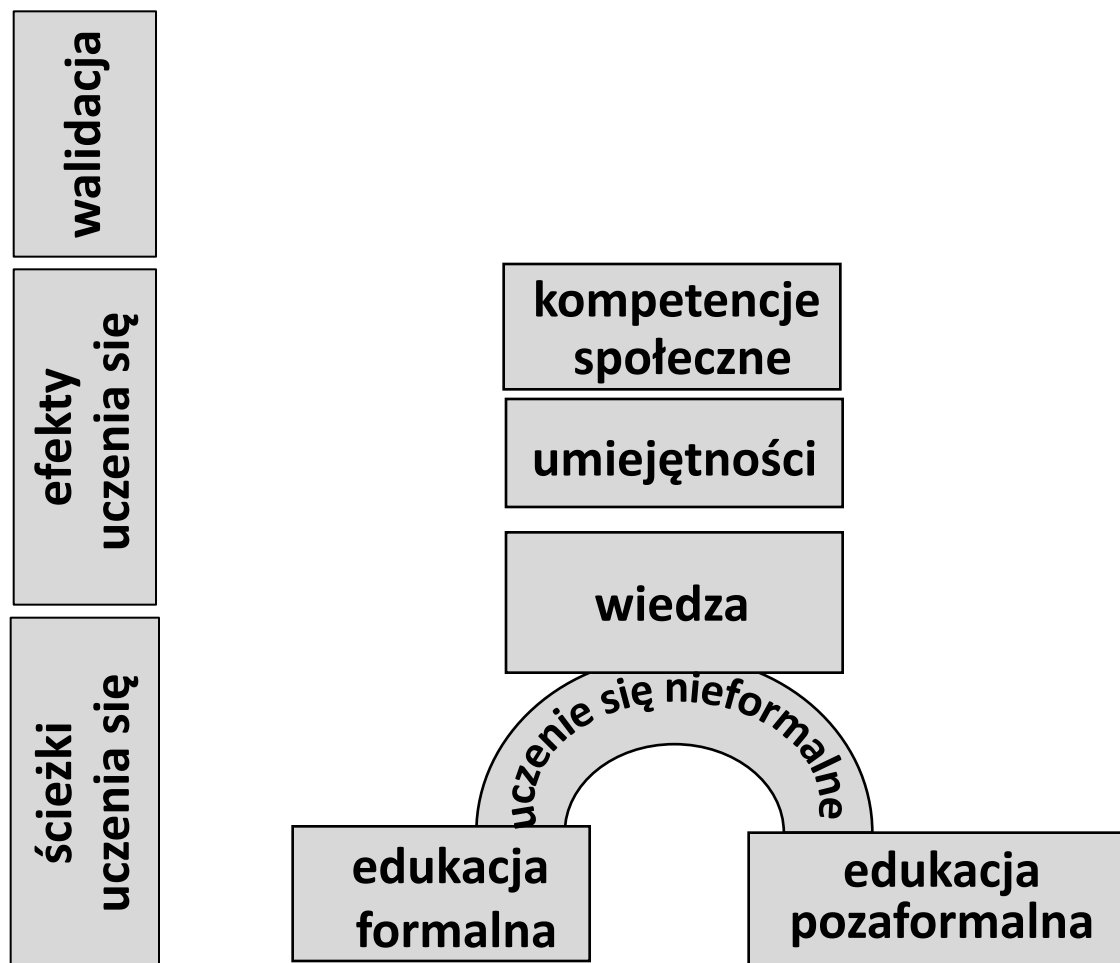 walidacja
efekty
uczenia się
ścieżki
uczenia się
kompetencje
społeczne
umiejętności
wiedza
uczenie się nieformalne
edukacja
formalna
edukacja
pozaformalna